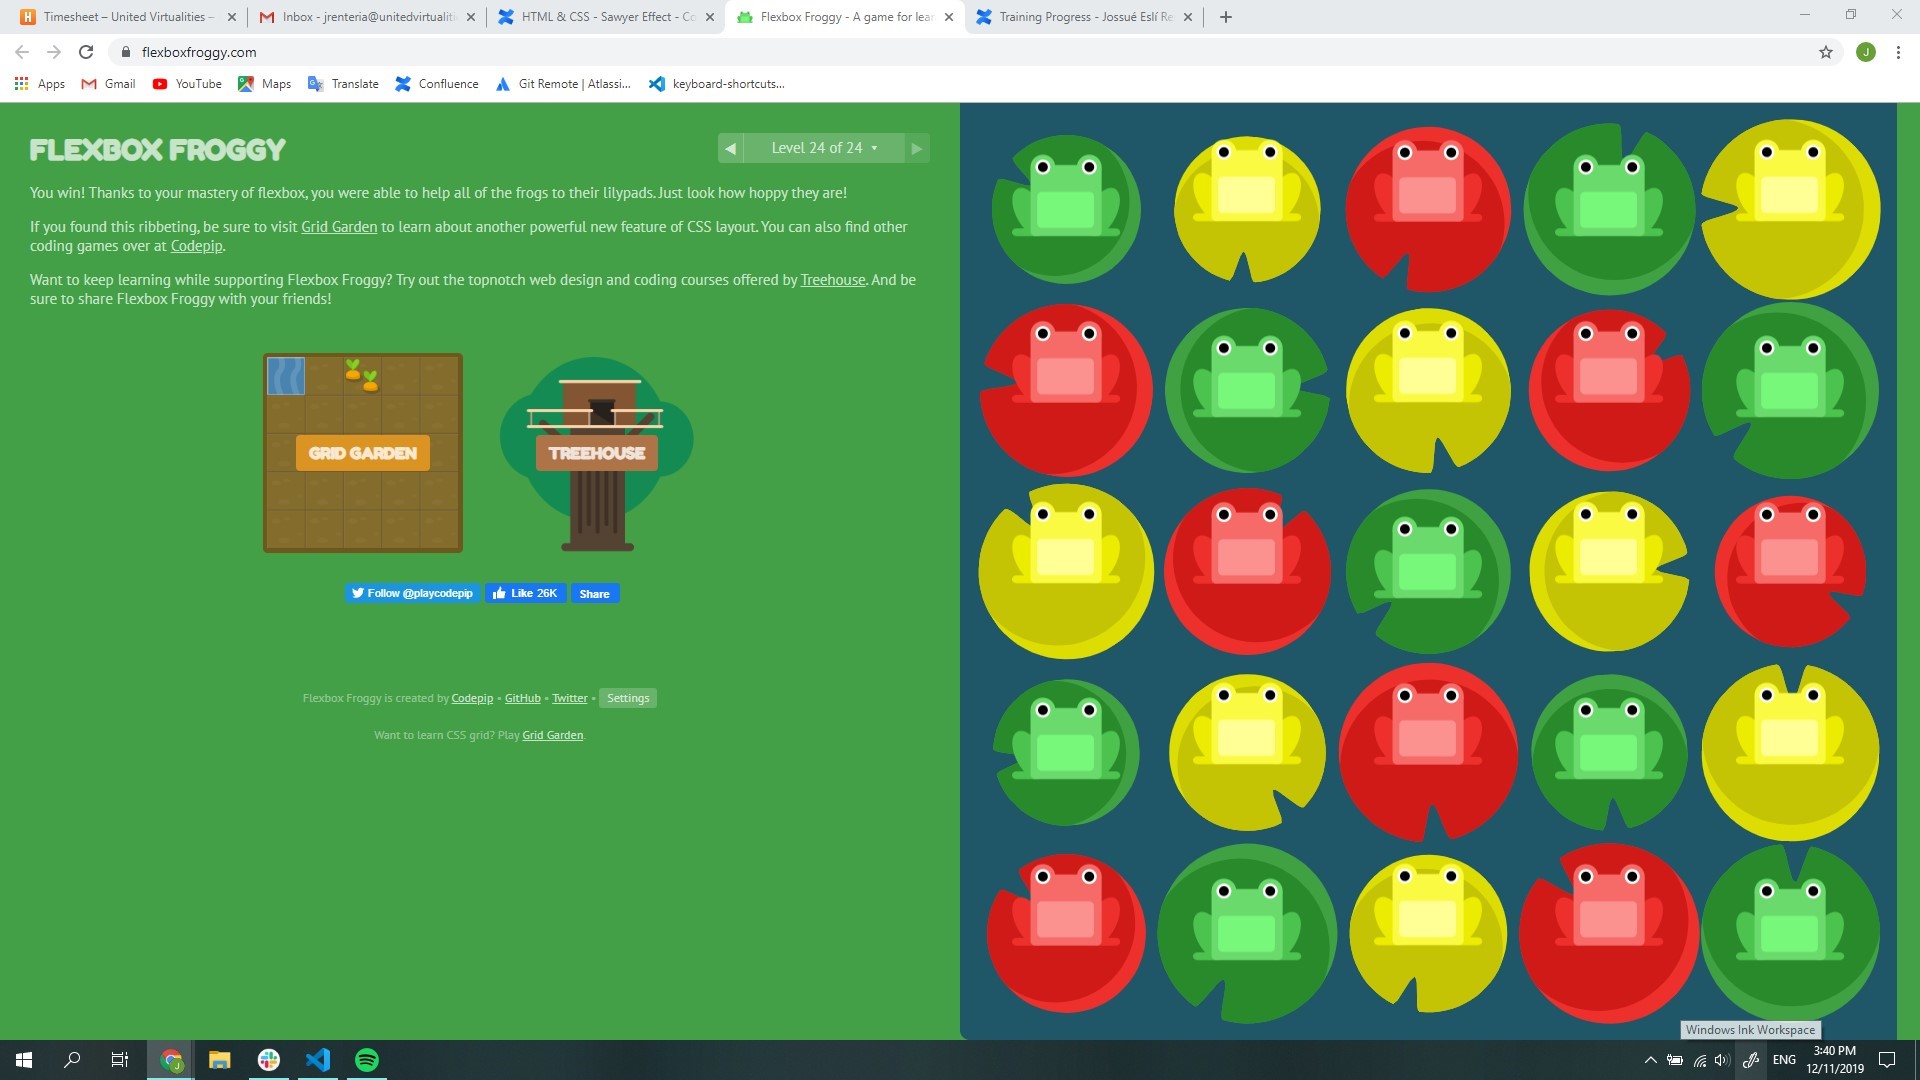 Timesheet – United Virtualities –
Inbox - jrenteria@unitedvirtualiti
HTML & CSS - Sawyer Effect - Co
Flexbox Froggy - A game for lear
Training Progress - Jossué Eslí Re
flexboxfroggy.com
J
Apps
Gmail
YouTube
Maps
Translate
Confluence
Git Remote | Atlassi...
keyboard-shortcuts...
FLEXBOX FROGGY
Level 24 of 24
You win! Thanks to your mastery of flexbox, you were able to help all of the frogs to their lilypads. Just look how hoppy they are!
If you found this ribbeting, be sure to visit Grid Garden to learn about another powerful new feature of CSS layout. You can also find other
coding games over at Codepip.
Want to keep learning while supporting Flexbox Froggy? Try out the topnotch web design and coding courses offered by Treehouse. And be
sure to share Flexbox Froggy with your friends!
GRID GARDEN
TREEHOUSE
Follow @playcodepip
Like 26K
Share
Flexbox Froggy is created by Codepip • GitHub • Twitter • Settings
Want to learn CSS grid? Play Grid Garden.
Windows Ink Workspace
ENG
3:40 PM
12/11/2019